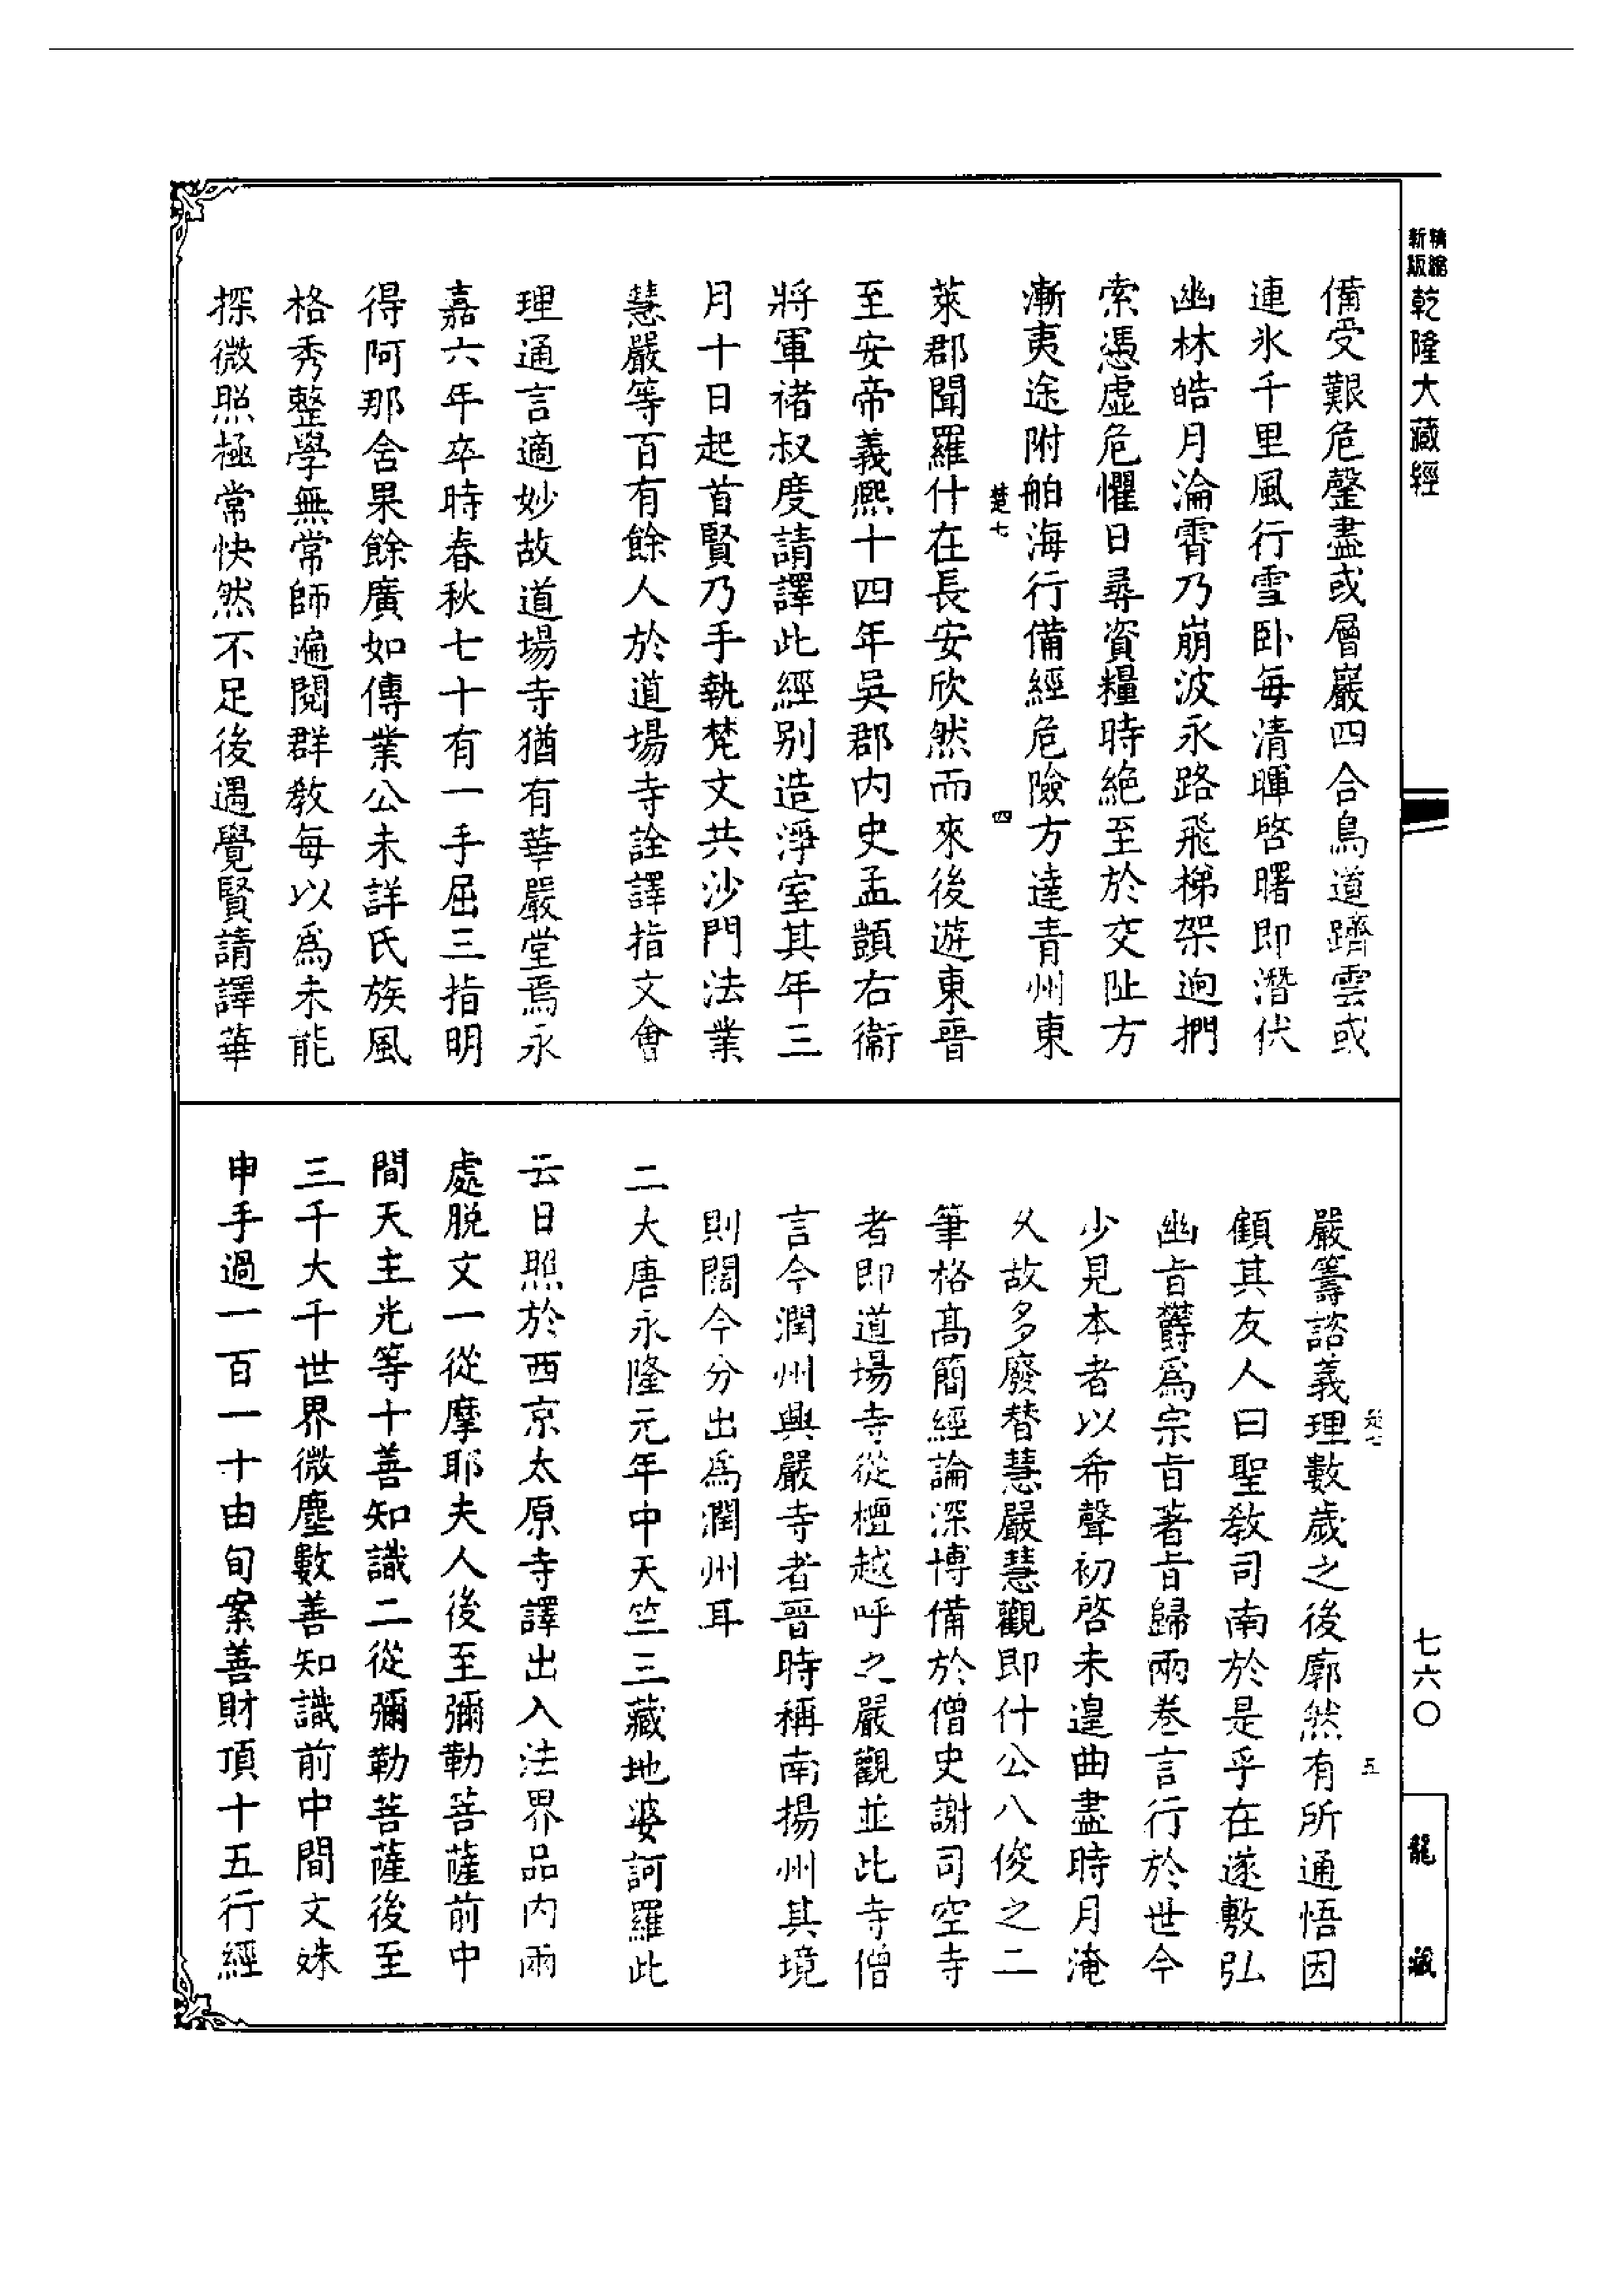 精縮新版 乾隆大藏經
備受艱危罄盡或層巖四合鳥道躋雲或
連氷千里風行雪卧每清暉啓曙即潛伏
幽林皓月淪霄乃崩波永路飛梯架逈捫
索憑虛危懼日尋資糧時絕至於交阯方
漸夷途附舶海行備經危險方達青州東
楚七 四
萊郡聞羅什在長安欣然而來後遊東晉
至安帝義熈十四年吳郡內史孟顗右衞
將軍褚叔度請譯此經別造淨室其年三
月十日起首賢乃手執梵文共沙門法業
慧嚴等百有餘人於道場寺詮譯指文會
理通言適妙故道場寺猶有華嚴堂焉永
嘉六年卒時春秋七十有一手屈三指明
得阿那舍果餘廣如傳業公未詳氏族風
格秀整學無常師遍閱群教每以爲未能
探微照極常怏然不足後遇覺賢請譯華
楚七 五
嚴籌諮義理數歲之後廓然有所通悟因
顧其友人曰聖教司南於是乎在遂敷弘
幽旨欝爲宗旨著旨歸兩卷言行於世今
少見本者以希聲初啓未遑曲盡時月淹
乆故多廢替慧嚴慧觀即什公八俊之二
筆格髙簡經論深博備於僧史謝司空寺
者即道場寺從檀越呼之嚴觀並此寺僧
言今潤州興嚴寺者晉時稱南揚州其境
則闊今分出爲潤州耳
二大唐永隆元年中天竺三藏地婆訶羅此
云日照於西京太原寺譯出入法界品內兩
處脫文一從摩耶夫人後至彌勒菩薩前中
間天主光等十善知識二從彌勒菩薩後至
三千大千世界微塵數善知識前中間文姝
申手過一百一十由旬案善財頂十五行經
七六〇
龍藏